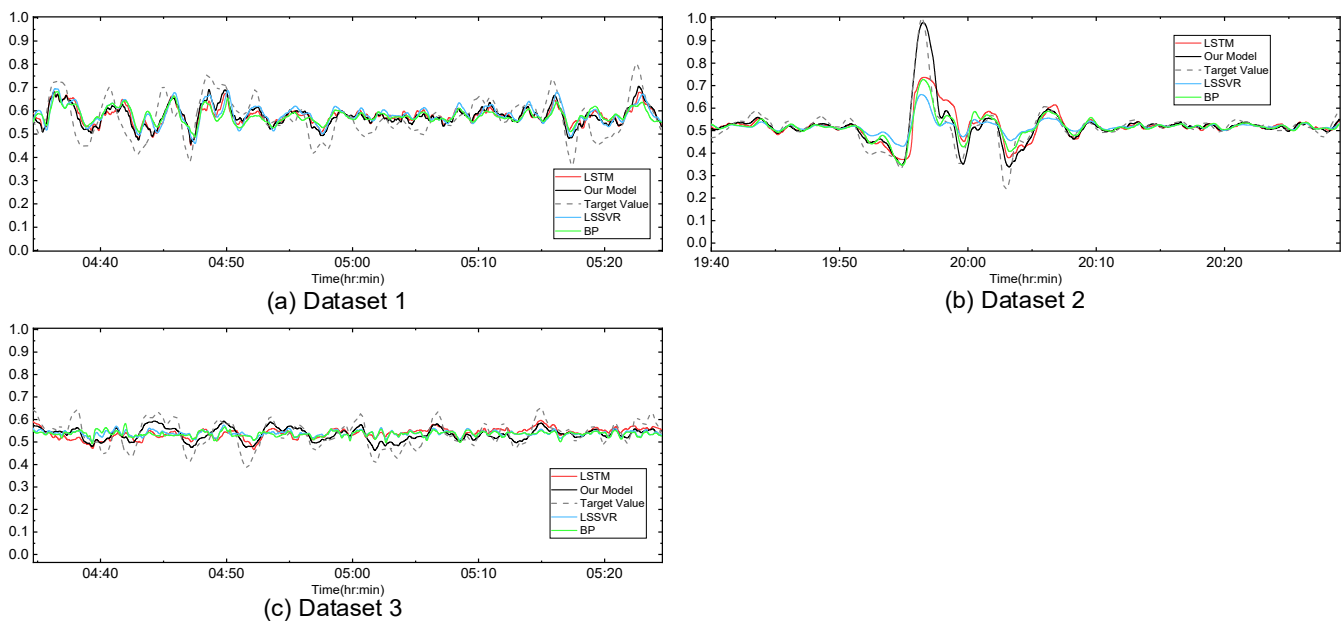 1.0
0.9
0.8
0.7
0.6
0.5
0.4
0.3
0.2
0.1
0.0
LSTM
Our Model
Target Value
LSSVR
BP
04:40 04:50 05:00 05:10 05:20
Time(hr:min)
(a) Dataset 1
1.0
0.9
0.8
0.7
0.6
0.5
0.4
0.3
0.2
0.1
0.0
LSTM
Our Model
Target Value
LSSVR
BP
19:40 19:50 20:00 20:10 20:20
Time(hr:min)
(b) Dataset 2
1.0
0.9
0.8
0.7
0.6
0.5
0.4
0.3
0.2
0.1
0.0
LSTM
Our Model
Target Value
LSSVR
BP
04:40 04:50 05:00 05:10 05:20
Time(hr:min)
(c) Dataset 3